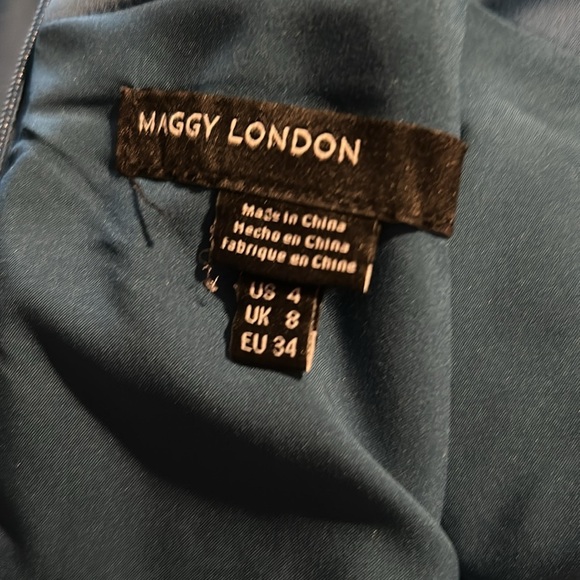 MAGGY LONDON
Made in China
Hecho en China
Fabrique en Chine
US 4
UK 8
EU 34